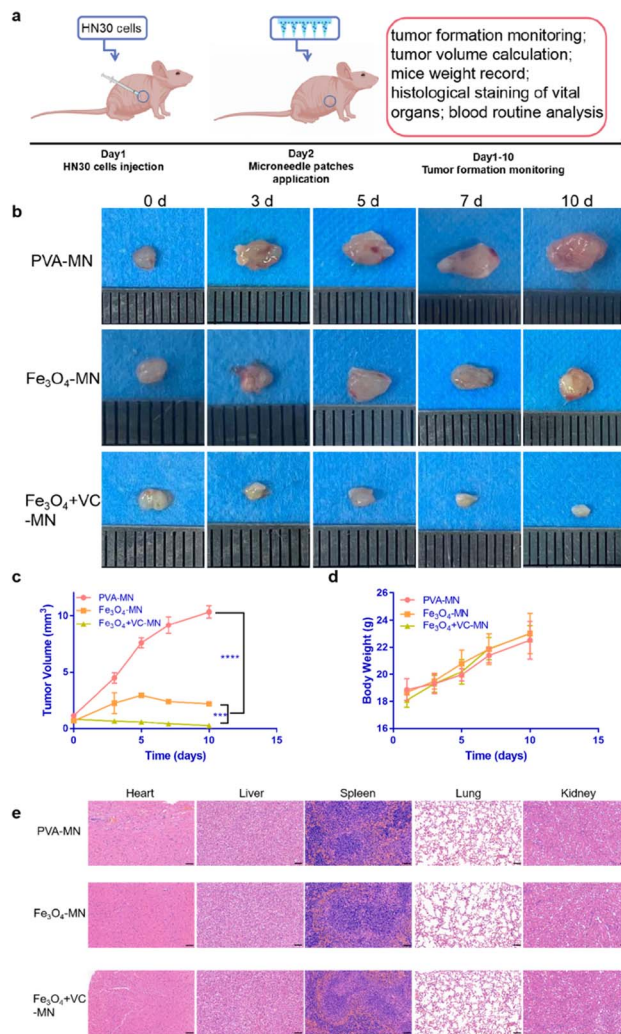 a
HN30 cells
tumor formation monitoring;
tumor volume calculation;
mice weight record;
histological staining of vital
organs; blood routine analysis
Day1
HN30 cells injection
Day2
Microneedle patches
application
Day1-10
Tumor formation monitoring
b
0 d 3 d 5 d 7 d 10 d
PVA-MN
Fe₃O₄-MN
Fe₃O₄+VC
-MN
c
PVA-MN
Fe₃O₄-MN
Fe₃O₄+VC-MN
Tumor Volume (mm³)
10
5
0
****
***
0 5 10 15
Time (days)
d
PVA-MN
Fe₃O₄-MN
Fe₃O₄+VC-MN
Body Weight (g)
26
24
22
20
18
16
0 5 10 15
Time (days)
e
Heart Liver Spleen Lung Kidney
PVA-MN
Fe₃O₄-MN
Fe₃O₄+VC
-MN